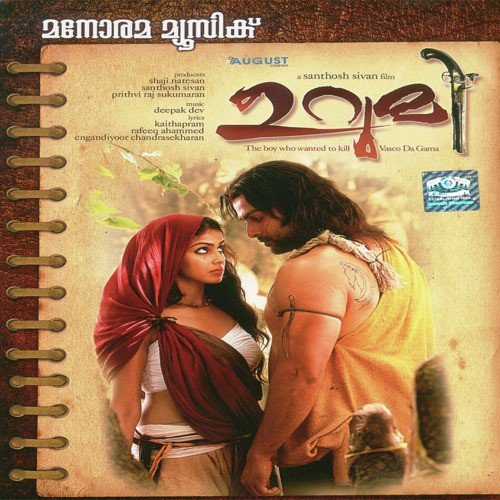 മനോരമ മ്യൂസിക്
AUGUST
CINEMA
a santhosh sivan film
producers
shaji natesan
santhosh sivan
prithvi raj sukumaran
music
deepak dev
lyrics
kaithapram
rafeeq ahammed
engandiyoor chandrasekharan
ഉറുമി
The boy who wanted to kill Vasco Da Gama